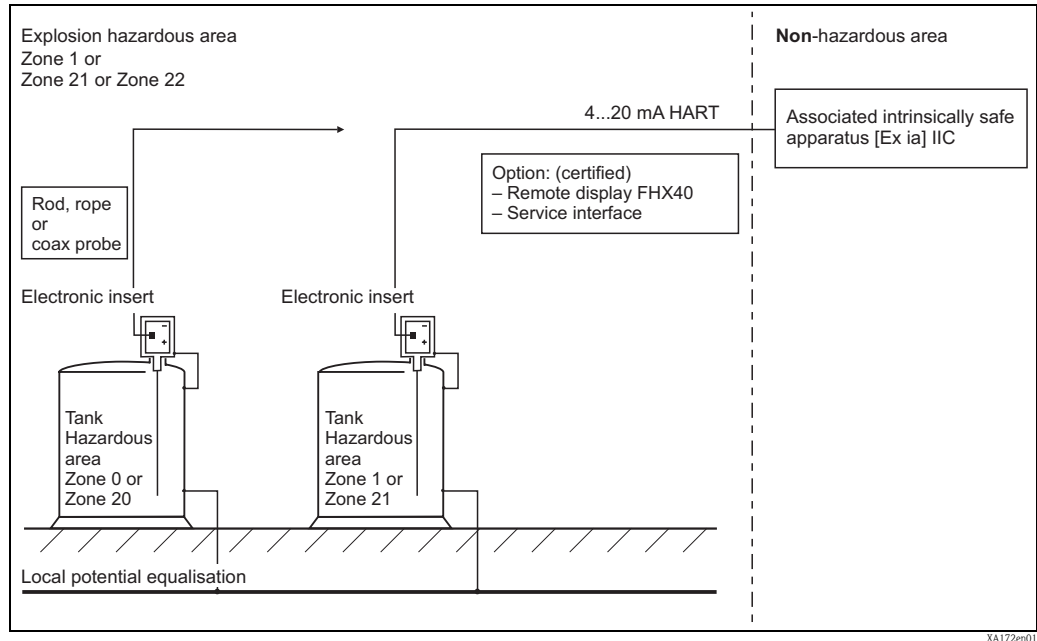 Explosion hazardous area
Zone 1 or
Zone 21 or Zone 22
Non-hazardous area
4...20 mA HART
Associated intrinsically safe
apparatus [Ex ia] IIC
Option: (certified)
– Remote display FHX40
– Service interface
Rod, rope
or
coax probe
Electronic insert
Electronic insert
–
+
–
+
Tank
Hazardous
area
Zone 0 or
Zone 20
Tank
Hazardous
area
Zone 1 or
Zone 21
Local potential equalisation
XA172en01